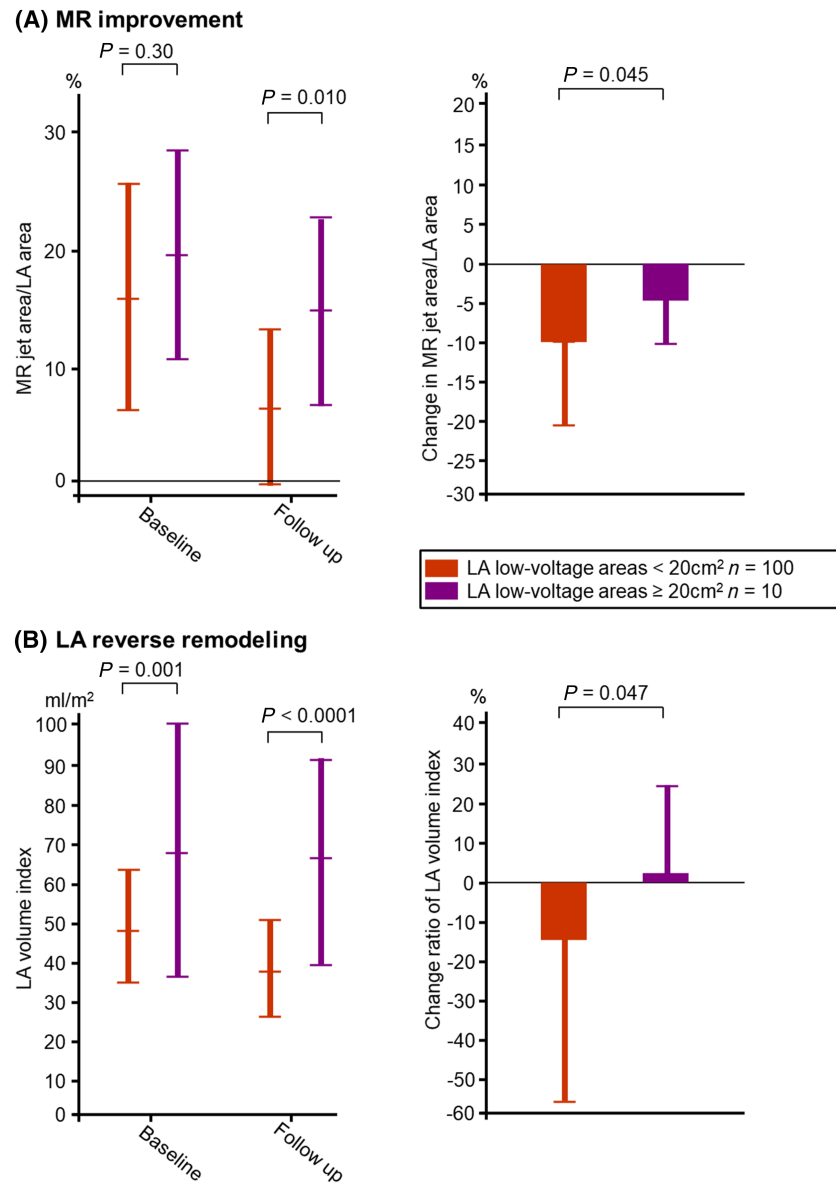 (A) MR improvement
P = 0.30
P = 0.010
%
30
20
10
0
MR jet area/LA area
Baseline
Follow up
P = 0.045
%
20
15
10
5
0
-5
-10
-15
-20
-25
-30
Change in MR jet area/LA area
LA low-voltage areas < 20cm² n = 100
LA low-voltage areas ≥ 20cm² n = 10
(B) LA reverse remodeling
P = 0.001
P < 0.0001
ml/m²
100
90
80
70
60
50
40
30
20
10
0
LA volume index
Baseline
Follow up
P = 0.047
%
40
30
20
10
0
-10
-20
-30
-40
-50
-60
Change ratio of LA volume index